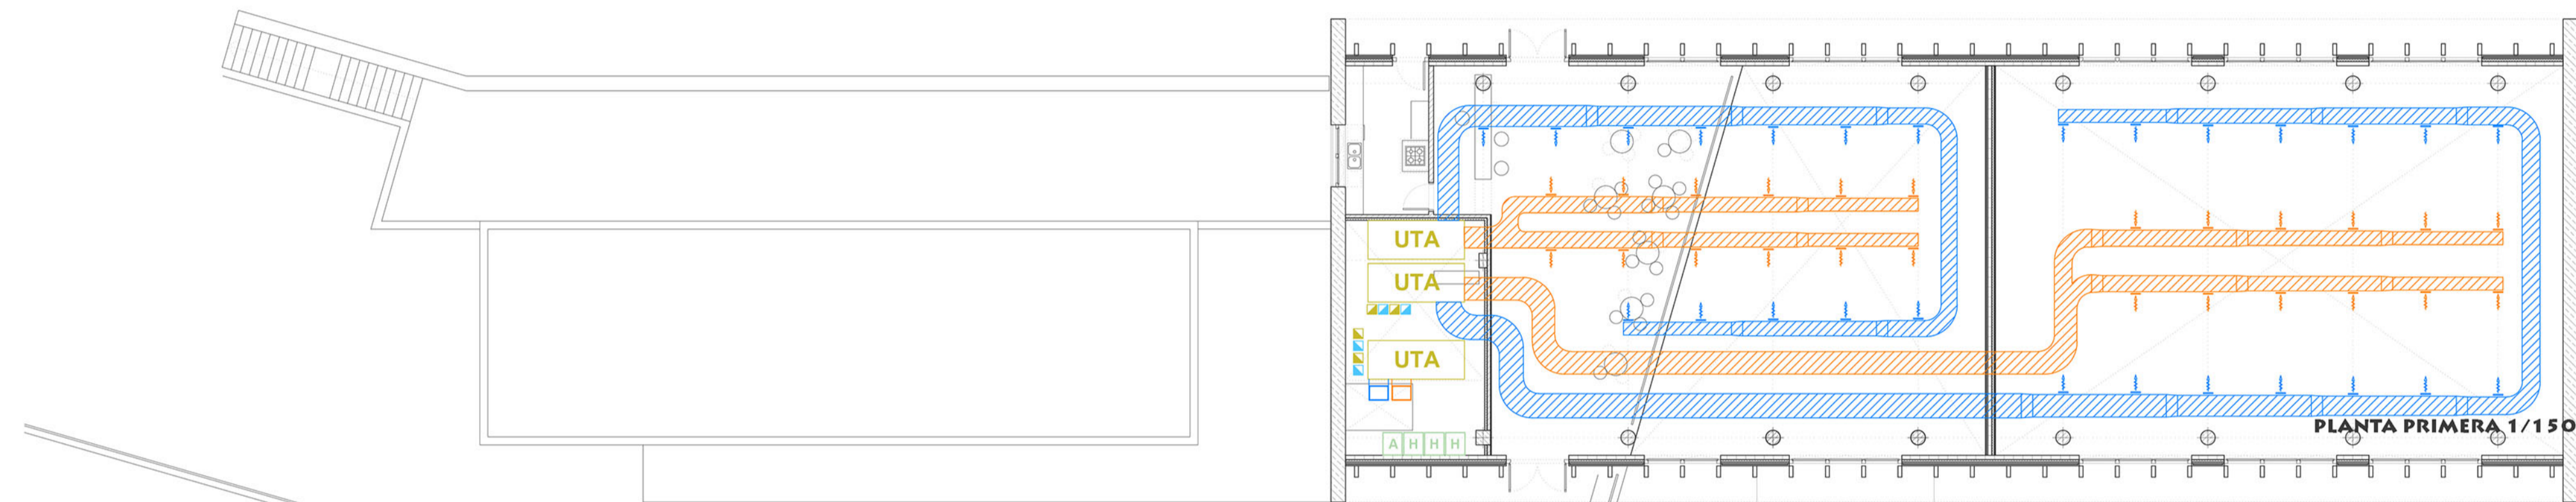 UTA
UTA
UTA
A H H H
PLANTA PRIMERA 1/150